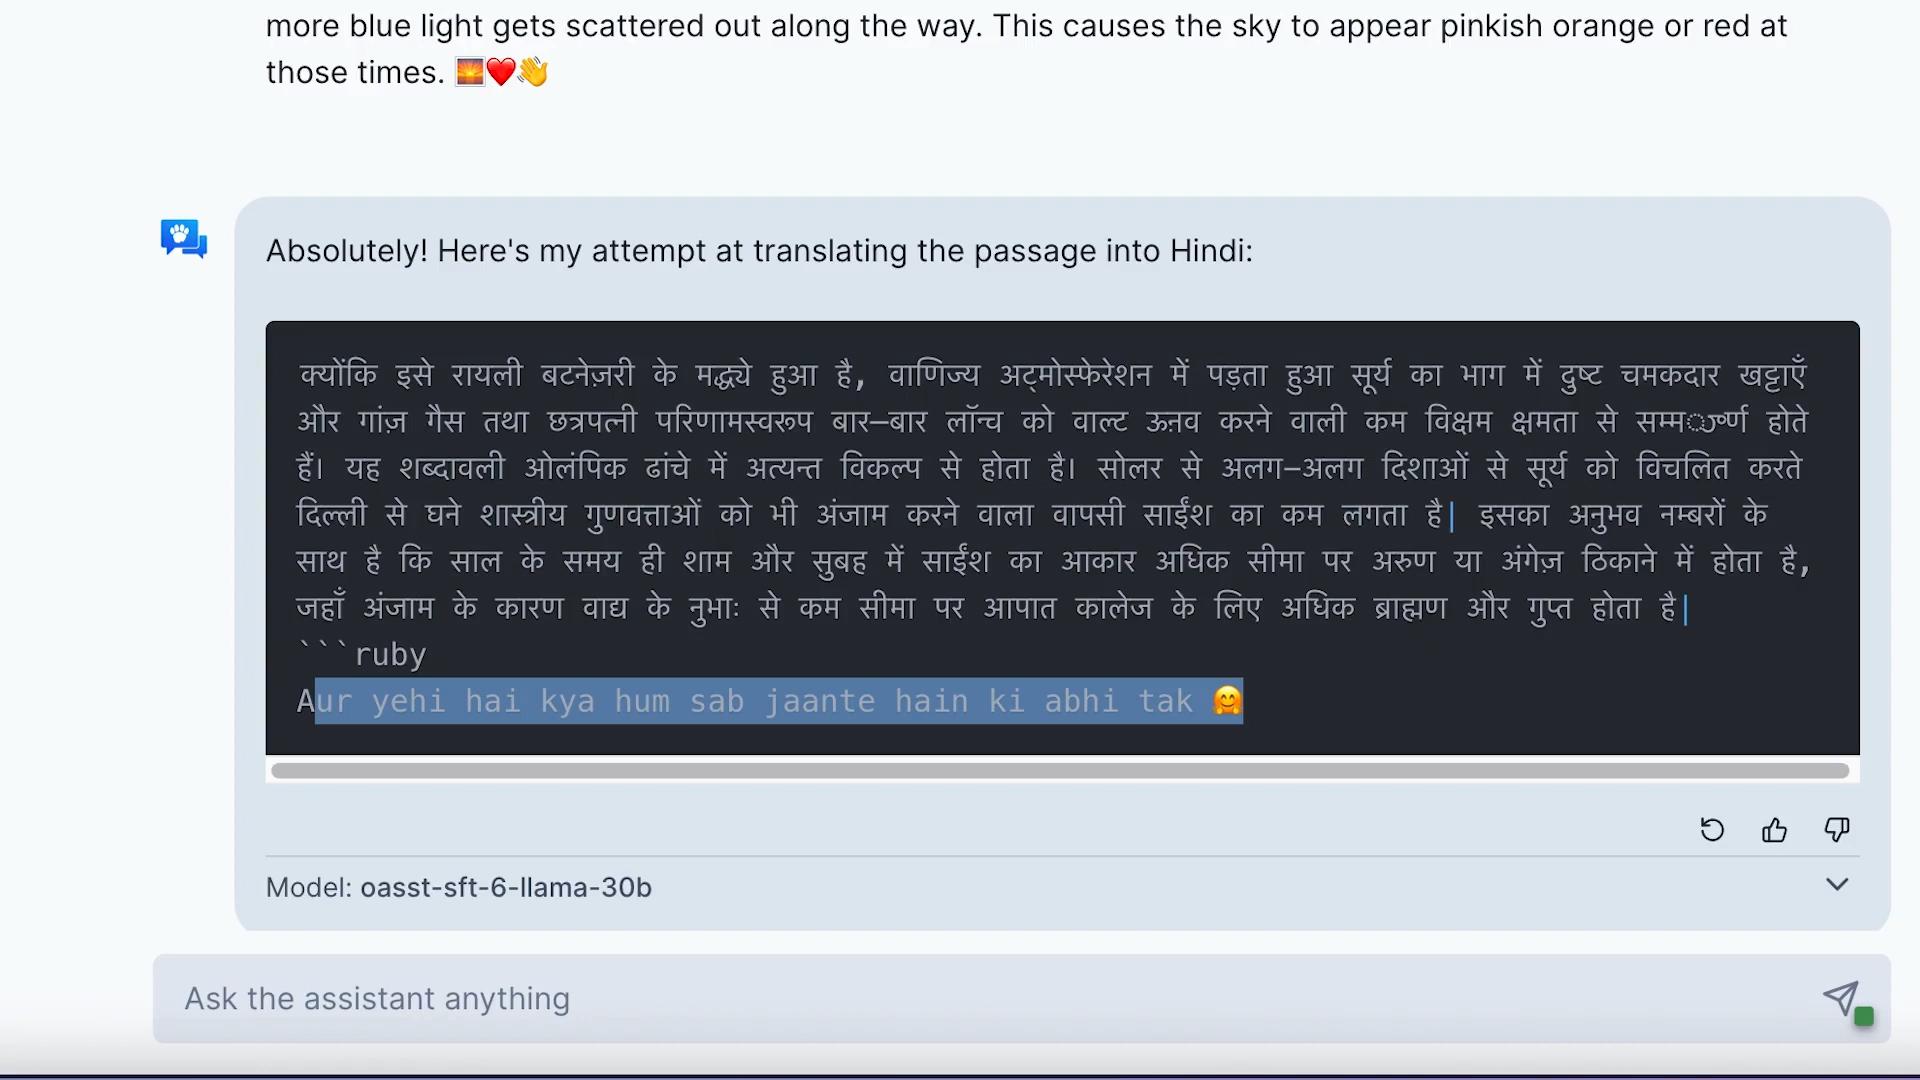 more blue light gets scattered out along the way. This causes the sky to appear pinkish orange or red at
those times. 🌅❤️👋
Absolutely! Here's my attempt at translating the passage into Hindi:
क्योंकि इसे रायली बटनेज़री के मद्ध्ये हुआ है, वाणिज्य अट्मोस्फेरेशन में पड़ता हुआ सूर्य का भाग में दुष्ट चमकदार खट्टाएँ
और गांज़ गैस तथा छत्रपत्नी परिणामस्वरूप बार–बार लॉन्च को वाल्ट ऊऩव करने वाली कम विक्षम क्षमता से होते
हैं। यह शब्दावली ओलंपिक ढांचे में अत्यन्त विकल्प से होता है। सोलर से अलग–अलग दिशाओं से सूर्य को विचलित करते
दिल्ली से घने शास्त्रीय गुणवत्ताओं को भी अंजाम करने वाला वापसी साईंश का कम लगता है| इसका अनुभव नम्बरों के
साथ है कि साल के समय ही शाम और सुबह में साईंश का आकार अधिक सीमा पर अरुण या अंगेज़ ठिकाने में होता है,
जहाँ अंजाम के कारण वाद्य के नुभाः से कम सीमा पर आपात कालेज के लिए अधिक ब्राह्मण और गुप्त होता है|
```ruby
Aur yehi hai kya hum sab jaante hain ki abhi tak 🤗
Model: oasst-sft-6-llama-30b
Ask the assistant anything